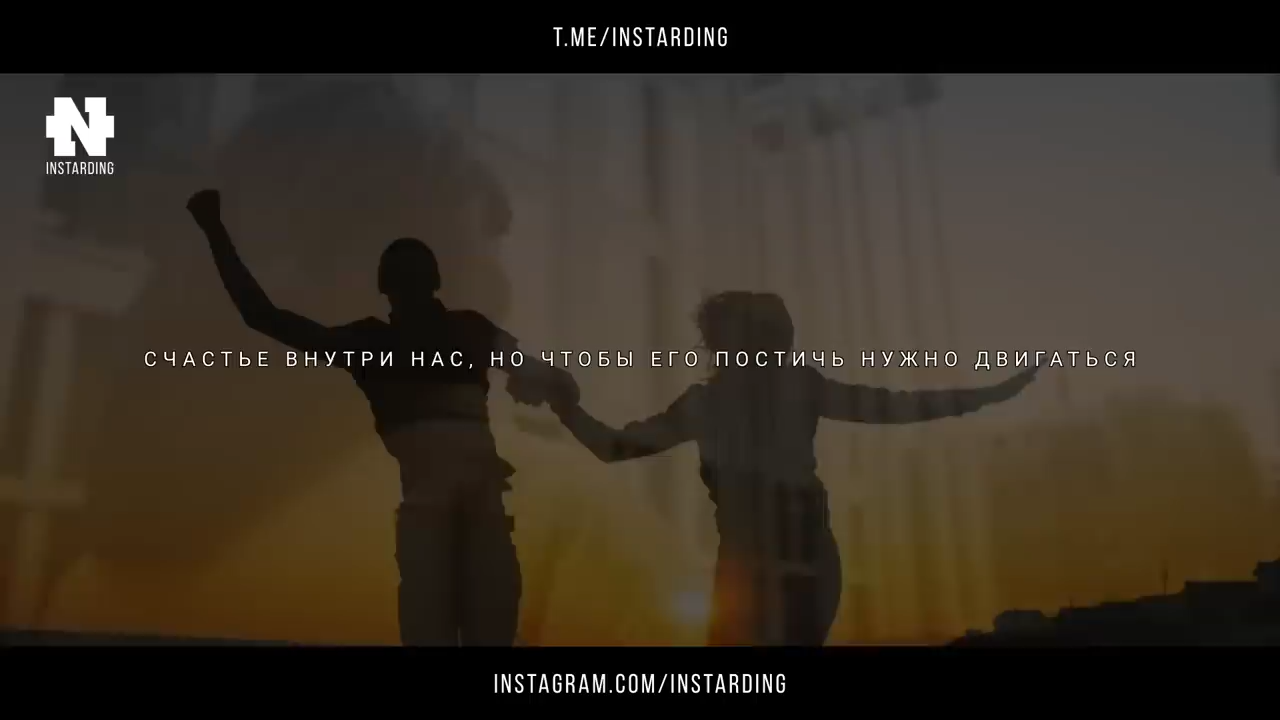 T.ME/INSTARDING
N
INSTARDING
СЧАСТЬЕ ВНУТРИ НАС, НО ЧТОБЫ ЕГО ПОСТИЧЬ НУЖНО ДВИГАТЬСЯ
INSTAGRAM.COM/INSTARDING